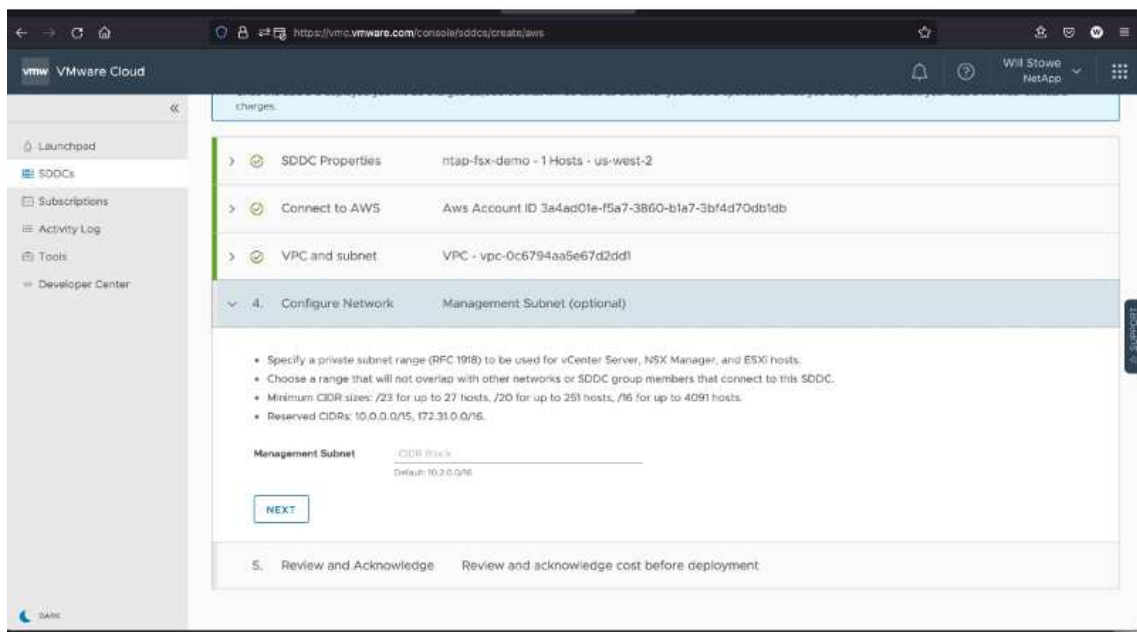 https://vmc.vmware.com/console/sddcs/create/aws
vmw VMware Cloud
Will Stowe
NetApp
charges.
Launchpad
SDDCs
Subscriptions
Activity Log
Tools
Developer Center
SDDC Properties ntap-fsx-demo - 1 Hosts - us-west-2
Connect to AWS Aws Account ID 3a4ad01e-f5a7-3860-b1a7-3bf4d70db1db
VPC and subnet VPC - vpc-0c6794aa5e67d2dd1
4. Configure Network Management Subnet (optional)
• Specify a private subnet range (RFC 1918) to be used for vCenter Server, NSX Manager, and ESXi hosts.
• Choose a range that will not overlap with other networks or SDDC group members that connect to this SDDC.
• Minimum CIDR sizes: /23 for up to 27 hosts, /20 for up to 251 hosts, /16 for up to 4091 hosts.
• Reserved CIDRs: 10.0.0.0/15, 172.31.0.0/16.
Management Subnet CIDR Block
Default: 10.2.0.0/16
NEXT
5. Review and Acknowledge Review and acknowledge cost before deployment
SUPPORT
DARK